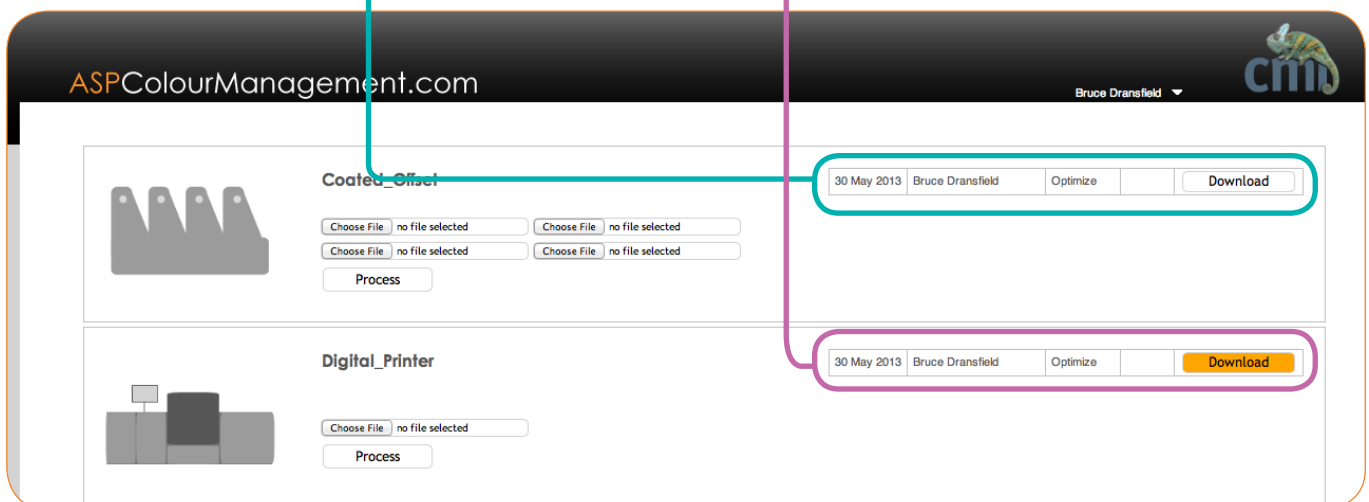 ASPColourManagement.com
Bruce Dransfield
cmi
Coated_Offset
30 May 2013 Bruce Dransfield Optimize Download
Choose File no file selected Choose File no file selected
Choose File no file selected Choose File no file selected
Process
Digital_Printer
30 May 2013 Bruce Dransfield Optimize Download
Choose File no file selected
Process